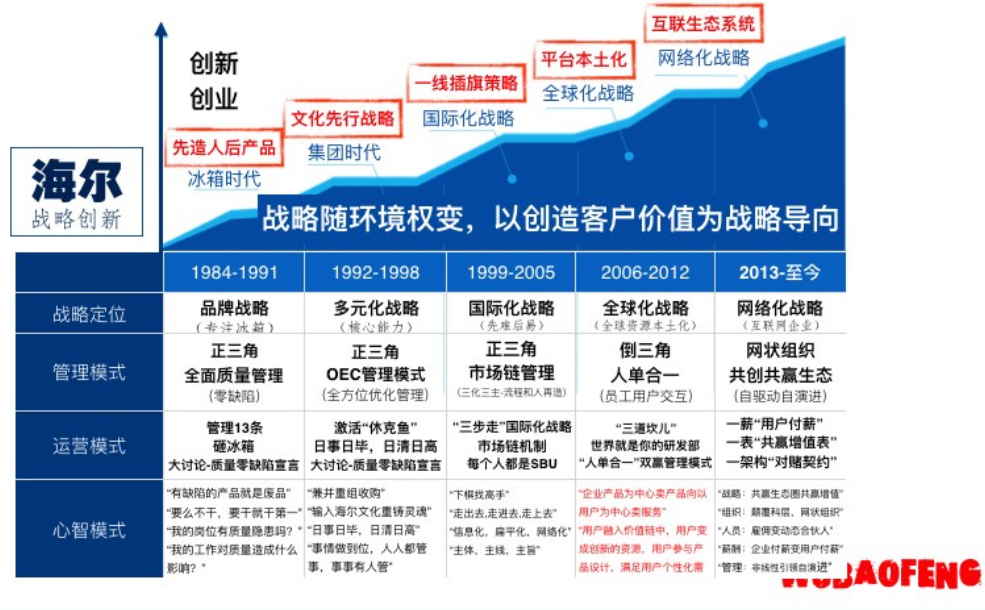 互联生态系统
网络化战略
平台本土化
全球化战略
一线插旗策略
国际化战略
文化先行战略
集团时代
先造人后产品
冰箱时代
创新
创业
海尔
战略创新
战略随环境权变，以创造客户价值为战略导向
1984-1991 1992-1998 1999-2005 2006-2012 2013-至今
战略定位
品牌战略 多元化战略 国际化战略 全球化战略 网络化战略
（专注冰箱） （核心能力） （先难后易） （全球资源本土化） （互联网企业）
管理模式
正三角 正三角 正三角 倒三角 网状组织
全面质量管理 OEC管理模式 市场链管理 人单合一 共创共赢生态
（零缺陷） （全方位优化管理） （三化三主-流程和人再造） （员工用户交互） （自驱动自演进）
运营模式
管理13条 激活“休克鱼” “三步走”国际化战略 “三道坎儿” 一薪“用户付薪”
砸冰箱 日事日毕，日清日高 市场链机制 世界就是你的研发部 一表“共赢增值表”
大讨论-质量零缺陷宣言 大讨论-质量零缺陷宣言 每个人都是SBU “人单合一”双赢管理模式 一架构“对赌契约”
心智模式
“有缺陷的产品就是废品” “兼并重组收购” “下棋找高手” “企业产品为中心卖产品向以 “战略：共赢生态圈共赢增值”
“要么不干，要干就干第一” “输入海尔文化重铸灵魂” “走出去,走进去,走上去” 用户为中心卖服务” “组织：颠覆科层，网状组织”
“我的岗位有质量隐患吗？” “日事日毕，日清日高” “信息化，扁平化，网络化” “用户融入价值链中，用户变 “人员：雇佣变动态合伙人”
“我的工作对质量造成什么 “事情做到位，人人都管 “主体，主线，主旨” 成创新的资源，用户参与产 “薪酬：企业付薪变用户付薪”
影响？” 事，事事有人管” 品设计，满足用户个性化需 “管理：非线性引领自演进”
WUBAOFENG